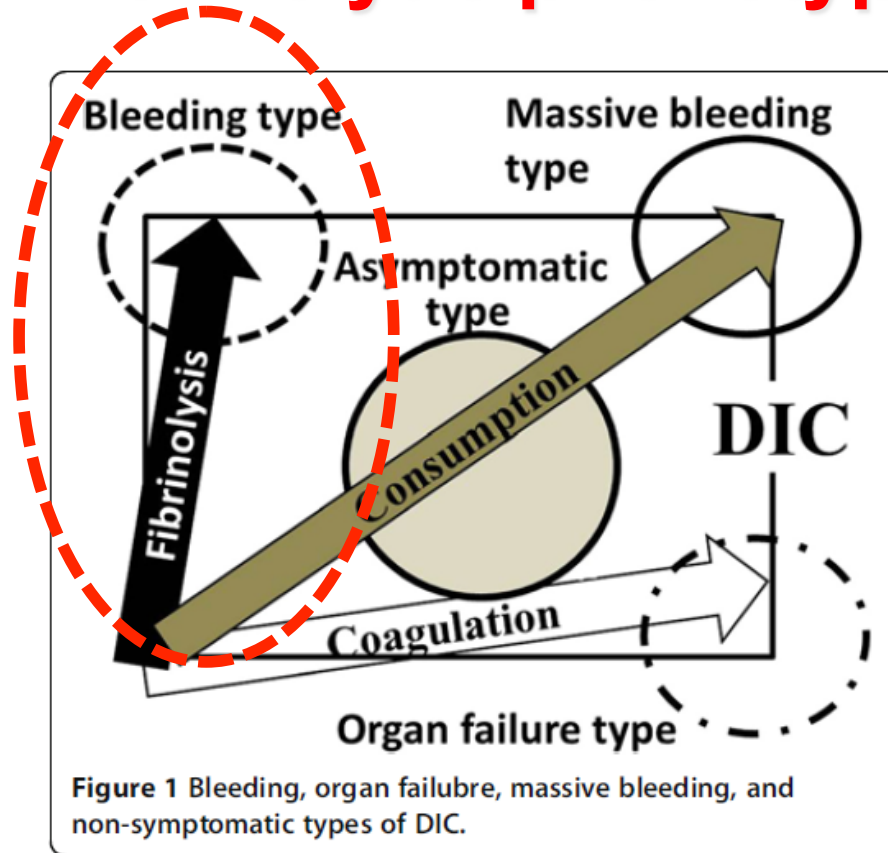 Bleeding type
Massive bleeding
type
Asymptomatic
type
Fibrinolysis
Consumption
DIC
Coagulation
Organ failure type
Figure 1 Bleeding, organ failubre, massive bleeding, and
non-symptomatic types of DIC.